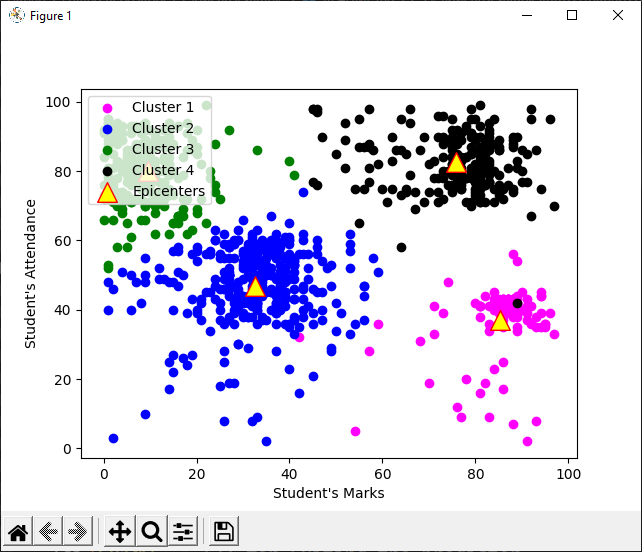 Figure 1
Cluster 1
Cluster 2
Cluster 3
Cluster 4
Epicenters
100
80
60
40
20
0
Student's Attendance
0 20 40 60 80 100
Student's Marks